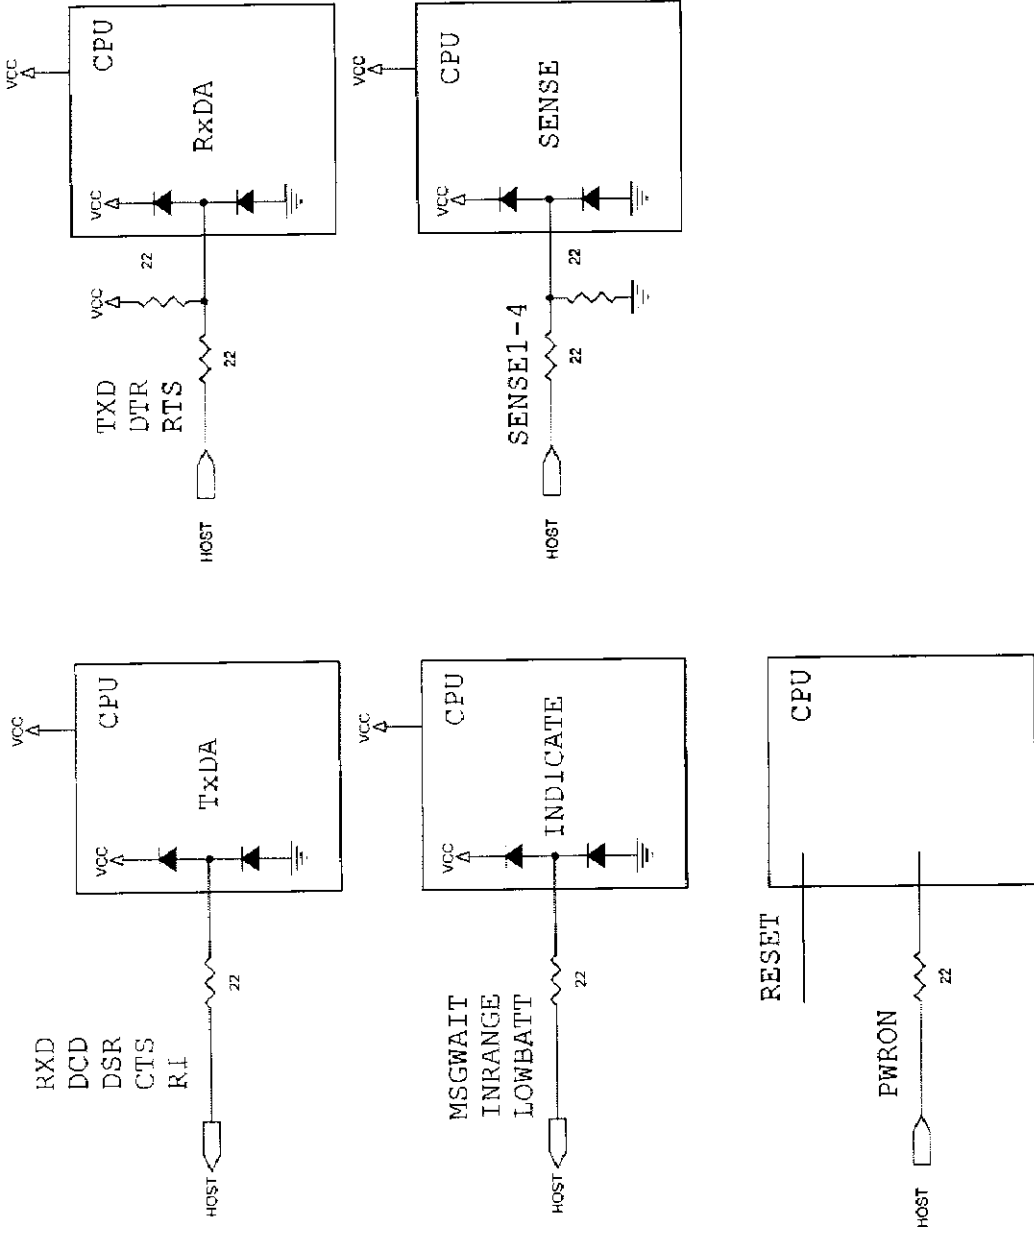 VCC
RXD
DCD
DSR
CTS
RI
CPU
VCC
TxDA
22
HOST
VCC
TXD
DTR
RTS
CPU
VCC
22
RxDA
22
HOST
VCC
MSGWAIT
INRANGE
LOWBATT
CPU
VCC
INDICATE
22
HOST
VCC
CPU
VCC
SENSE1-4
SENSE
22
22
HOST
RESET
CPU
PWRON
22
HOST